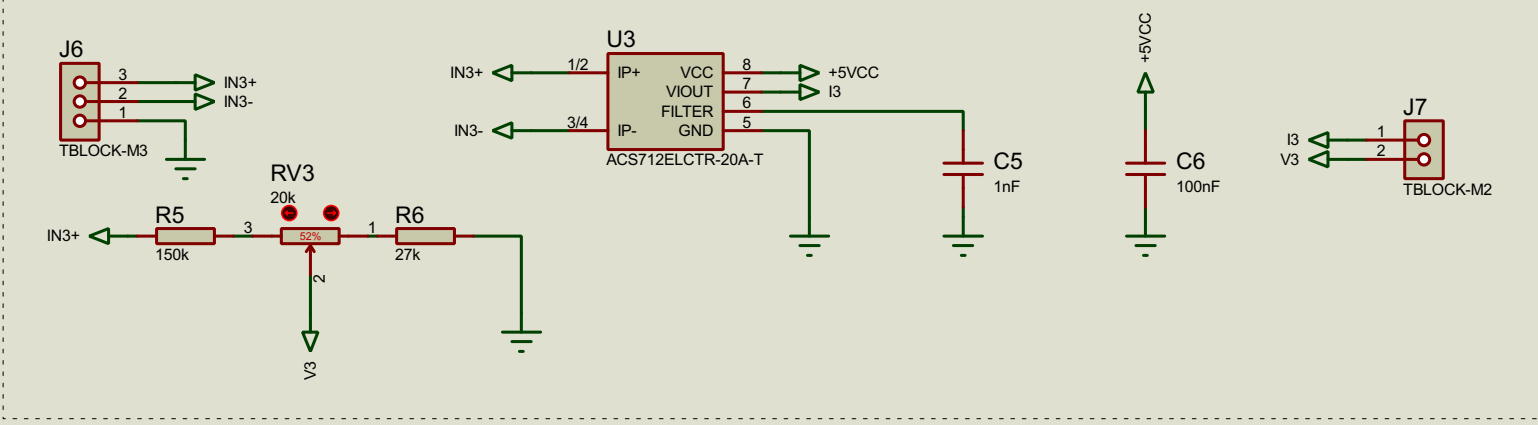 J6
3
IN3+
2
IN3-
1
TBLOCK-M3
RV3
20k
R5
IN3+
150k
3
52%
1
R6
27k
2
V3
U3
IN3+
1/2
IP+
VCC
8
+5VCC
VIOUT
7
I3
FILTER
6
IN3-
3/4
IP-
GND
5
ACS712ELCTR-20A-T
C5
1nF
+5VCC
C6
100nF
J7
I3
1
V3
2
TBLOCK-M2